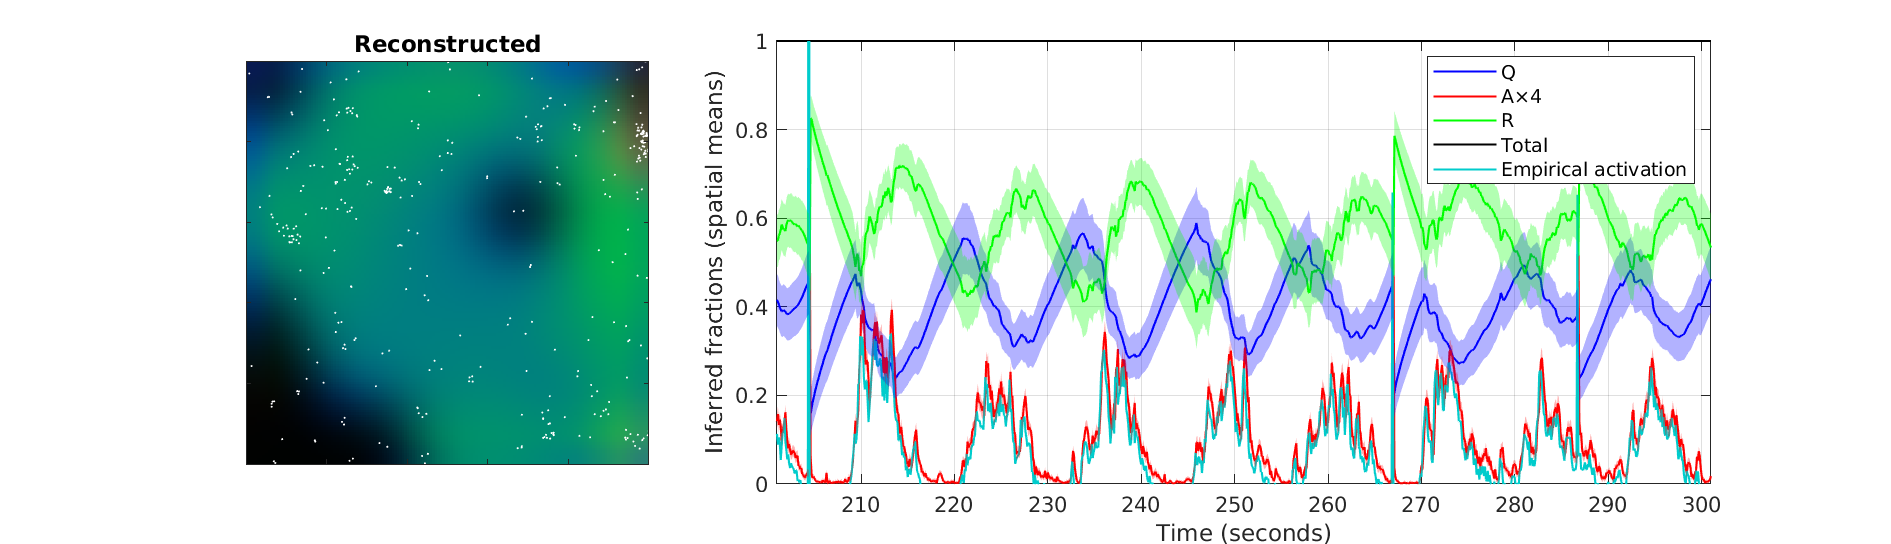 Reconstructed
Inferred fractions (spatial means)
1
0.8
0.6
0.4
0.2
0
Q
A×4
R
Total
Empirical activation
210 220 230 240 250 260 270 280 290 300
Time (seconds)